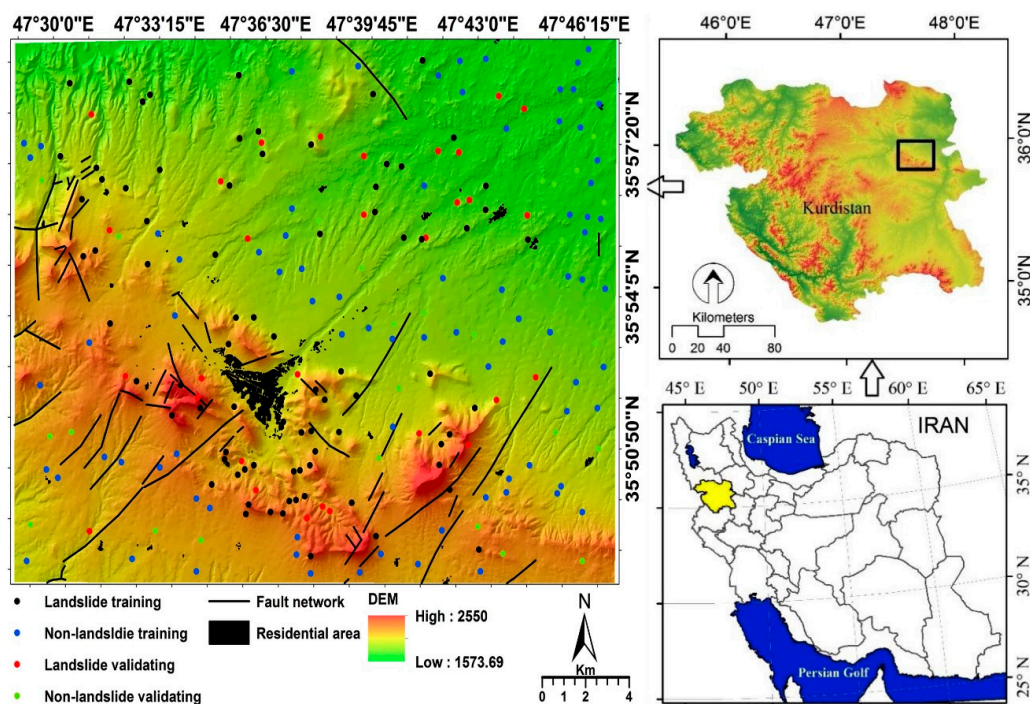 47°30'0"E 47°33'15"E 47°36'30"E 47°39'45"E 47°43'0"E 47°46'15"E
35°57'20"N
35°54'5"N
35°50'50"N
Landslide training
Non-landsldie training
Landslide validating
Non-landslide validating
Fault network
Residential area
DEM
High : 2550
Low : 1573.69
N
Km
0 1 2 4
46°0'E 47°0'E 48°0'E
36°0'N
35°0'N
Kurdistan
Kilometers
0 20 40 80
45° E 50° E 55° E 60° E 65° E
IRAN
Caspian Sea
35° N
30° N
25° N
Persian Golf